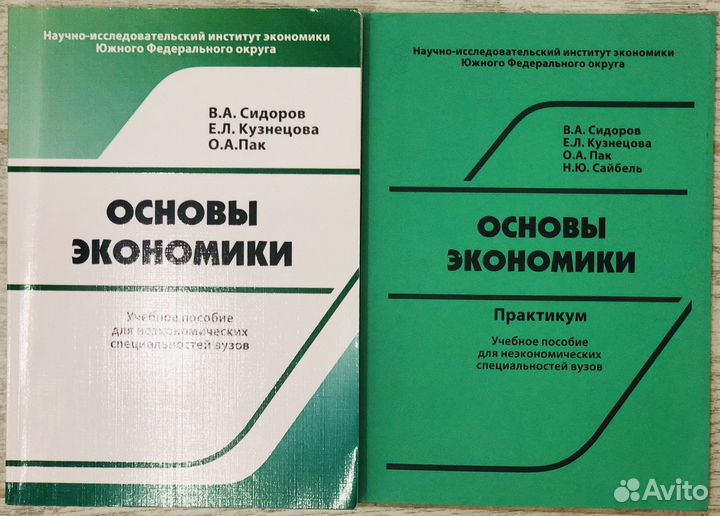 Научно-исследовательский институт экономики
Южного Федерального округа
В.А. Сидоров
Е.Л. Кузнецова
О.А.Пак
ОСНОВЫ
ЭКОНОМИКИ
Учебное пособие
для неэкономических
специальностей вузов
Научно-исследовательский институт экономики
Южного Федерального округа
В.А. Сидоров
Е.Л. Кузнецова
О.А. Пак
Н.Ю. Сайбель
ОСНОВЫ
ЭКОНОМИКИ
Практикум
Учебное пособие
для неэкономических
специальностей вузов
Avito